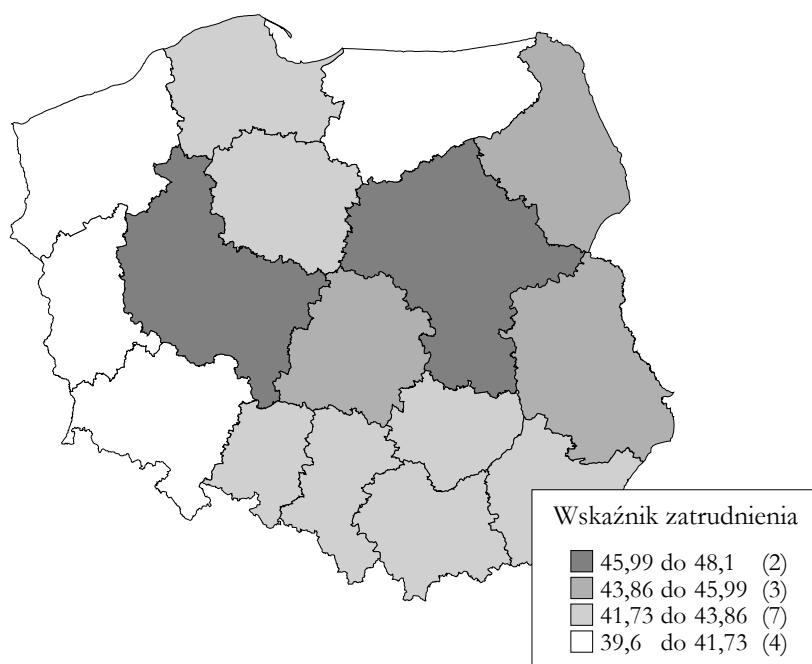 Wskaźnik zatrudnienia
45,99 do 48,1 (2)
43,86 do 45,99 (3)
41,73 do 43,86 (7)
39,6 do 41,73 (4)